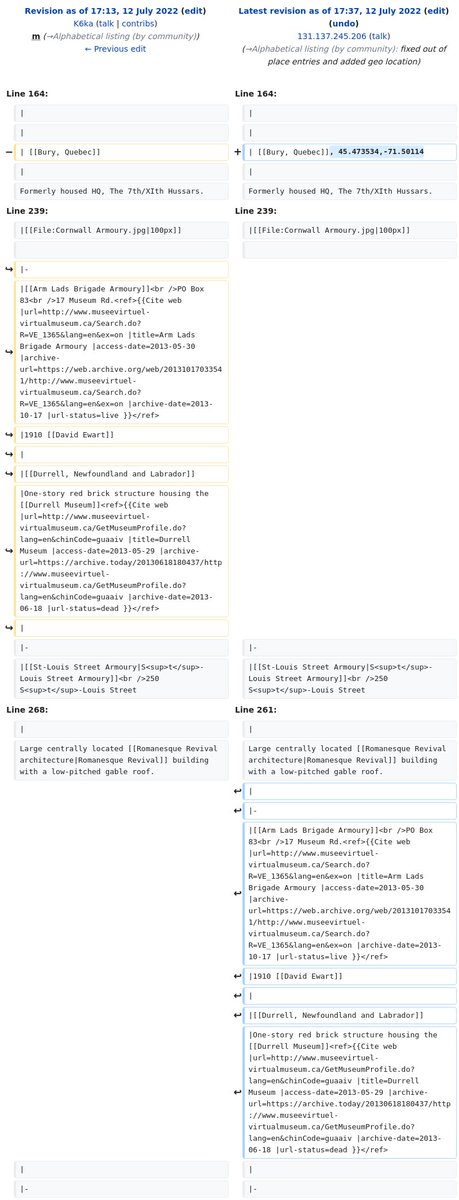 Revision as of 17:13, 12 July 2022 (edit)
K6ka (talk | contribs)
m (→Alphabetical listing (by community))
← Previous edit
Latest revision as of 17:37, 12 July 2022 (edit)
(undo)
131.137.245.206 (talk)
(→Alphabetical listing (by community): fixed out of
place entries and added geo location)
Line 164:
Line 164:
|
|
|
|
− | [[Bury, Quebec]]
+ | [[Bury, Quebec]], 45.473534,-71.50114
|
|
Formerly housed HQ, The 7th/XIth Hussars.
Formerly housed HQ, The 7th/XIth Hussars.
Line 239:
Line 239:
|[[File:Cornwall Armoury.jpg|100px]]
|[[File:Cornwall Armoury.jpg|100px]]
|-
|[[Arm Lads Brigade Armoury]]<br />PO Box
83<br />17 Museum Rd.<ref>{{Cite web
|url=http://www.museevirtuel-
virtualmuseum.ca/Search.do?
R=VE_1365&lang=en&ex=on |title=Arm Lads
Brigade Armoury |access-date=2013-05-30
|archive-
url=https://web.archive.org/web/2013101703354
1/http://www.museevirtuel-
virtualmuseum.ca/Search.do?
R=VE_1365&lang=en&ex=on |archive-date=2013-
10-17 |url-status=live }}</ref>
|1910 [[David Ewart]]
|
|[[Durrell, Newfoundland and Labrador]]
|One-story red brick structure housing the
[[Durrell Museum]]<ref>{{Cite web
|url=http://www.museevirtuel-
virtualmuseum.ca/GetMuseumProfile.do?
lang=en&chinCode=guaaiv |title=Durrell
Museum |access-date=2013-05-29 |archive-
url=https://archive.today/20130618180437/http
://www.museevirtuel-
virtualmuseum.ca/GetMuseumProfile.do?
lang=en&chinCode=guaaiv |archive-date=2013-
06-18 |url-status=dead }}</ref>
|
|-
|-
|[[St-Louis Street Armoury|S<sup>t</sup>-
Louis Street Armoury]]<br />250
S<sup>t</sup>-Louis Street
|[[St-Louis Street Armoury|S<sup>t</sup>-
Louis Street Armoury]]<br />250
S<sup>t</sup>-Louis Street
Line 268:
Line 261:
|
|
Large centrally located [[Romanesque Revival
architecture|Romanesque Revival]] building
with a low-pitched gable roof.
Large centrally located [[Romanesque Revival
architecture|Romanesque Revival]] building
with a low-pitched gable roof.
|
|-
|[[Arm Lads Brigade Armoury]]<br />PO Box
83<br />17 Museum Rd.<ref>{{Cite web
|url=http://www.museevirtuel-
virtualmuseum.ca/Search.do?
R=VE_1365&lang=en&ex=on |title=Arm Lads
Brigade Armoury |access-date=2013-05-30
|archive-
url=https://web.archive.org/web/2013101703354
1/http://www.museevirtuel-
virtualmuseum.ca/Search.do?
R=VE_1365&lang=en&ex=on |archive-date=2013-
10-17 |url-status=live }}</ref>
|1910 [[David Ewart]]
|
|[[Durrell, Newfoundland and Labrador]]
|One-story red brick structure housing the
[[Durrell Museum]]<ref>{{Cite web
|url=http://www.museevirtuel-
virtualmuseum.ca/GetMuseumProfile.do?
lang=en&chinCode=guaaiv |title=Durrell
Museum |access-date=2013-05-29 |archive-
url=https://archive.today/20130618180437/http
://www.museevirtuel-
virtualmuseum.ca/GetMuseumProfile.do?
lang=en&chinCode=guaaiv |archive-date=2013-
06-18 |url-status=dead }}</ref>
|
|
|-
|-